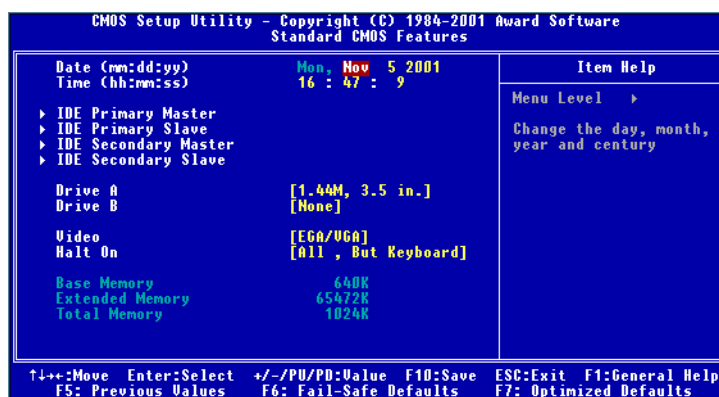 CMOS Setup Utility - Copyright (C) 1984-2001 Award Software
Standard CMOS Features
Date (mm:dd:yy) Mon, Nov 5 2001
Time (hh:mm:ss) 16 : 47 : 9
▸ IDE Primary Master
▸ IDE Primary Slave
▸ IDE Secondary Master
▸ IDE Secondary Slave
Drive A [1.44M, 3.5 in.]
Drive B [None]
Video [EGA/VGA]
Halt On [All , But Keyboard]
Base Memory 640K
Extended Memory 65472K
Total Memory 1024K
Item Help
Menu Level ▸
Change the day, month,
year and century
↑↓→←:Move Enter:Select +/-/PU/PD:Value F10:Save ESC:Exit F1:General Help
F5: Previous Values F6: Fail-Safe Defaults F7: Optimized Defaults